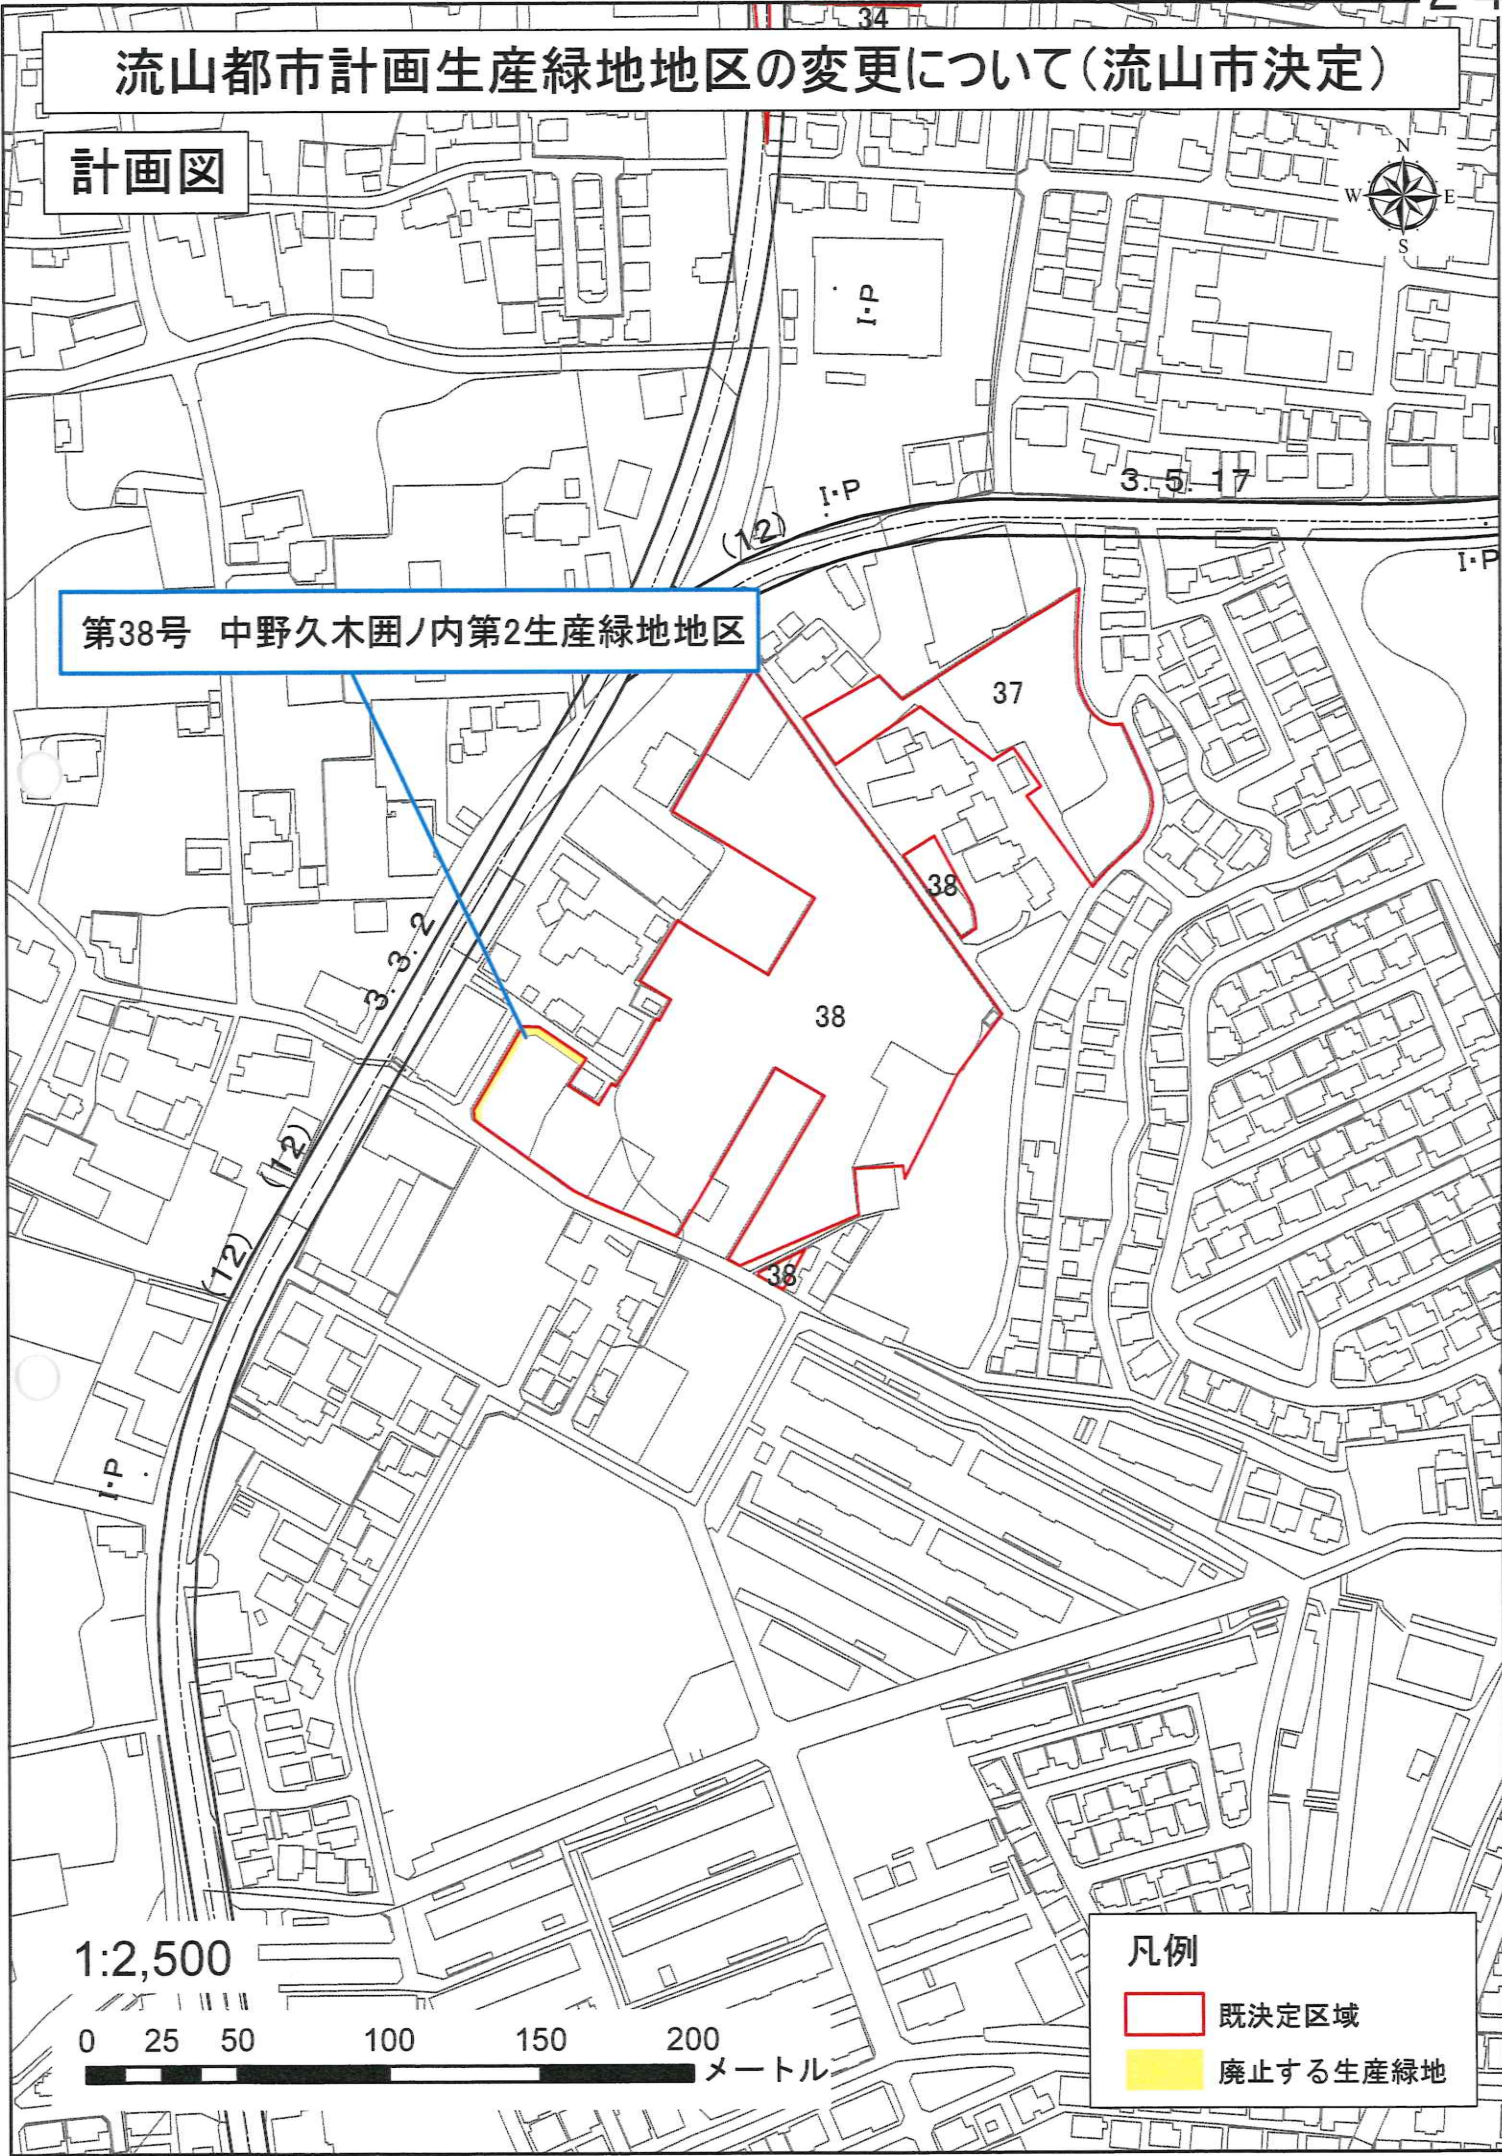 34
流山都市計画生産緑地地区の変更について(流山市決定)
計画図
N
W E
S
I・P
3.5.17
I・P
(12)
I・P
第38号 中野久木囲ノ内第2生産緑地地区
37
38
3.3.2
38
(12)
(12)
38
I・P
1:2,500
凡例
既決定区域
廃止する生産緑地
0 25 50 100 150 200
メートル